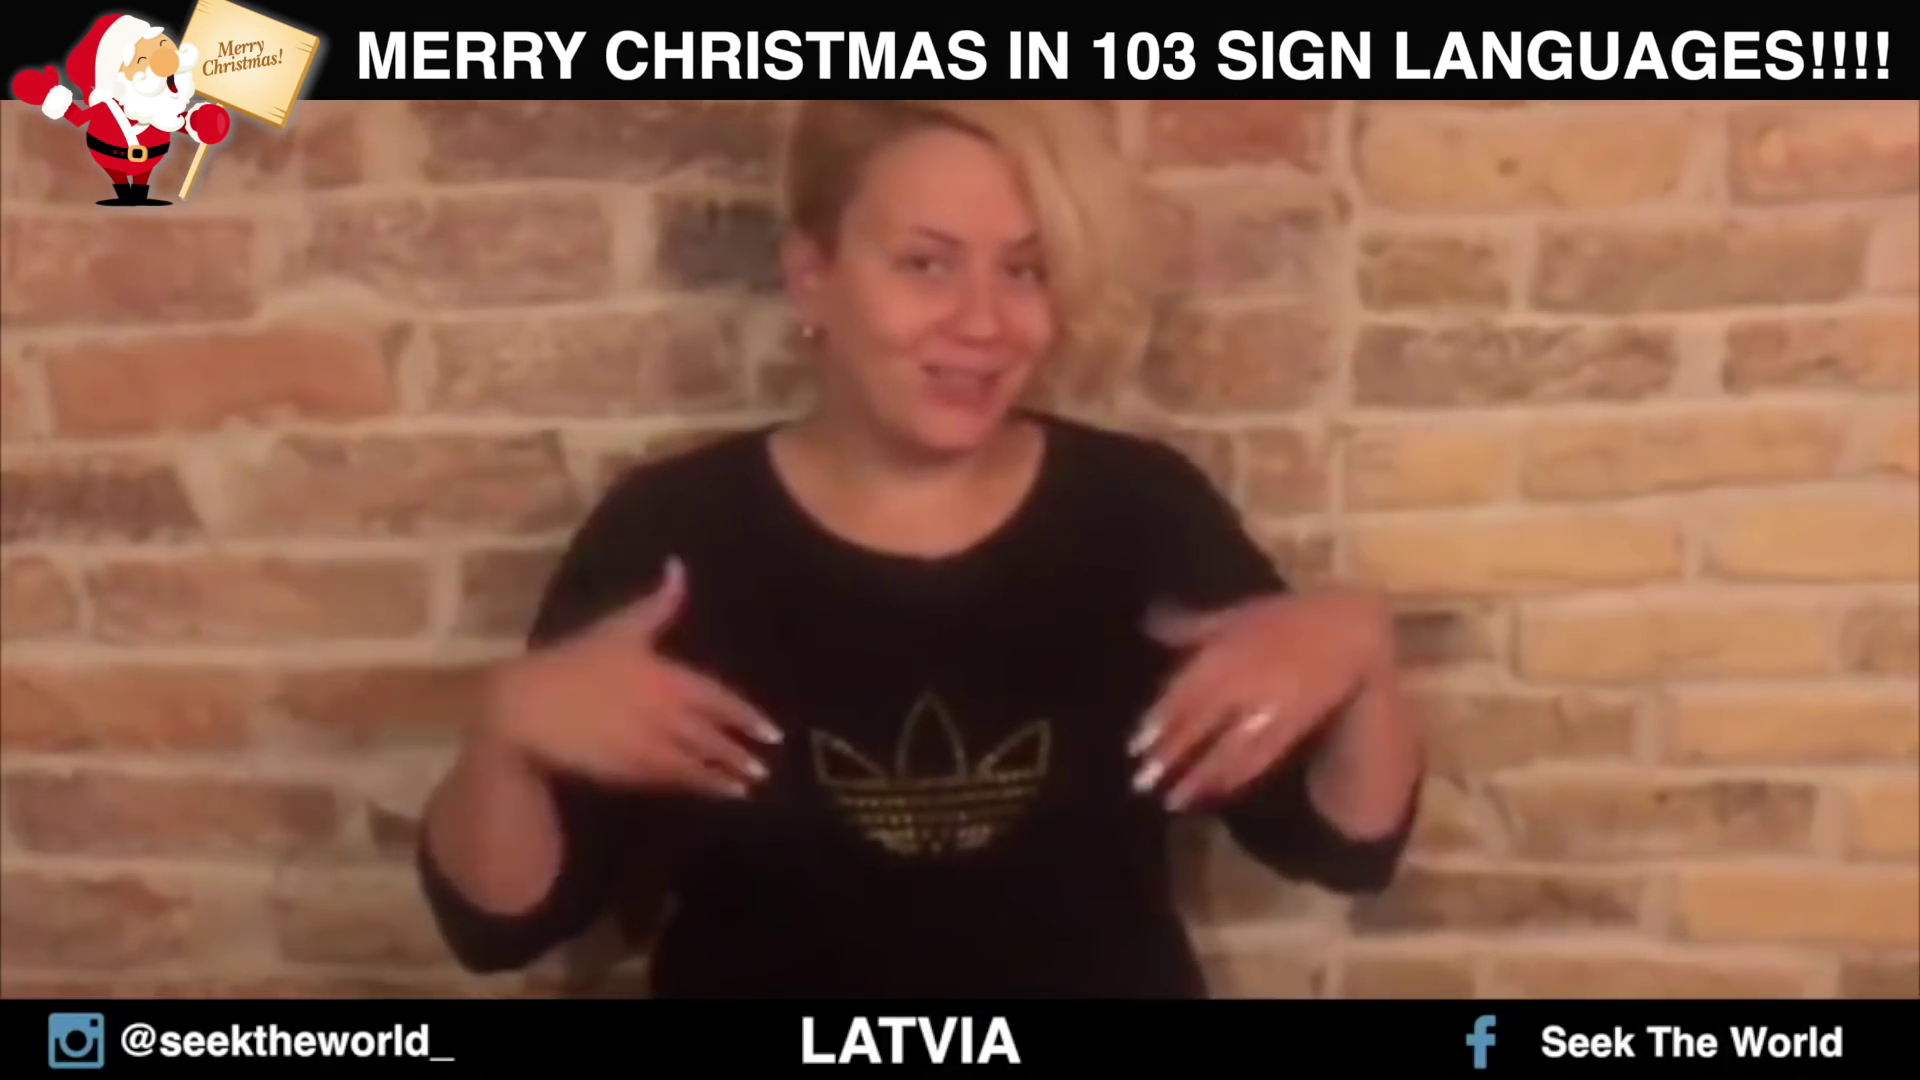 Merry
Christmas!
MERRY CHRISTMAS IN 103 SIGN LANGUAGES!!!!
@seektheworld_
LATVIA
Seek The World